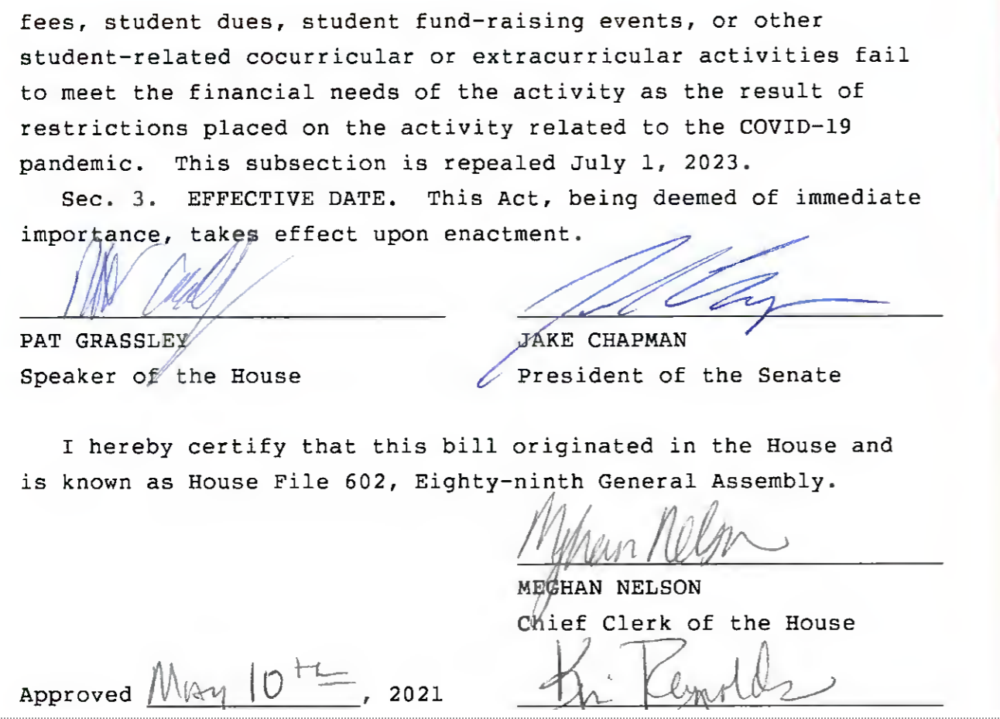 fees, student dues, student fund-raising events, or other
student-related cocurricular or extracurricular activities fail
to meet the financial needs of the activity as the result of
restrictions placed on the activity related to the COVID-19
pandemic. This subsection is repealed July 1, 2023.
Sec. 3. EFFECTIVE DATE. This Act, being deemed of immediate
importance, takes effect upon enactment.
PAT GRASSLEY
JAKE CHAPMAN
Speaker of the House
President of the Senate
I hereby certify that this bill originated in the House and
is known as House File 602, Eighty-ninth General Assembly.
Meghan Nelson
MEGHAN NELSON
Chief Clerk of the House
Approved May 10th, 2021
Kim Reynolds